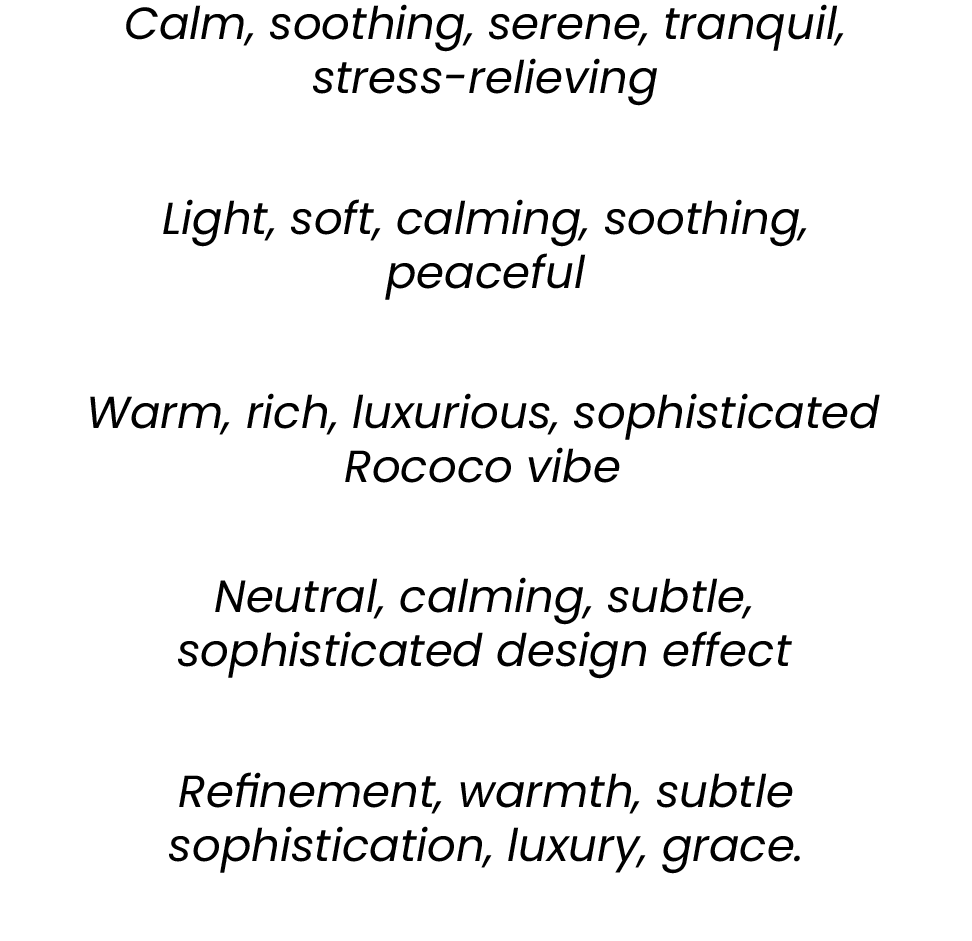 Calm, soothing, serene, tranquil,
stress-relieving
Light, soft, calming, soothing,
peaceful
Warm, rich, luxurious, sophisticated
Rococo vibe
Neutral, calming, subtle,
sophisticated design effect
Refinement, warmth, subtle
sophistication, luxury, grace.